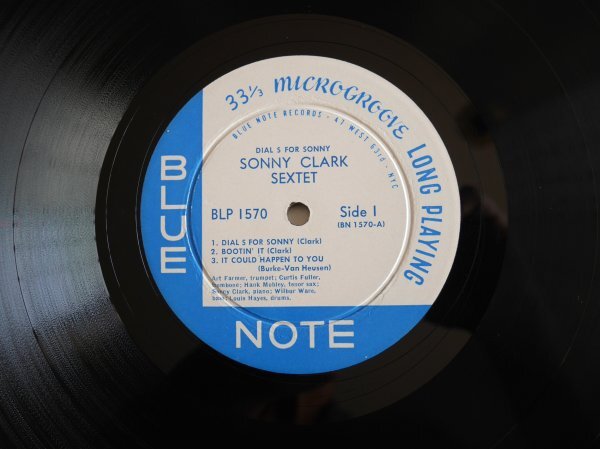 33⅓ MICROGROOVE LONG PLAYING
BLUE NOTE RECORDS · 47 WEST 63rd · NYC
DIAL S FOR SONNY
SONNY CLARK
SEXTET
BLP 1570
Side 1
(BN 1570-A)
1. DIAL S FOR SONNY (Clark)
2. BOOTIN' IT (Clark)
3. IT COULD HAPPEN TO YOU
(Burke-Van Heusen)
Art Farmer, trumpet; Curtis Fuller,
trombone; Hank Mobley, tenor sax;
Sonny Clark, piano; Wilbur Ware,
bass; Louis Hayes, drums.
BLUE
NOTE